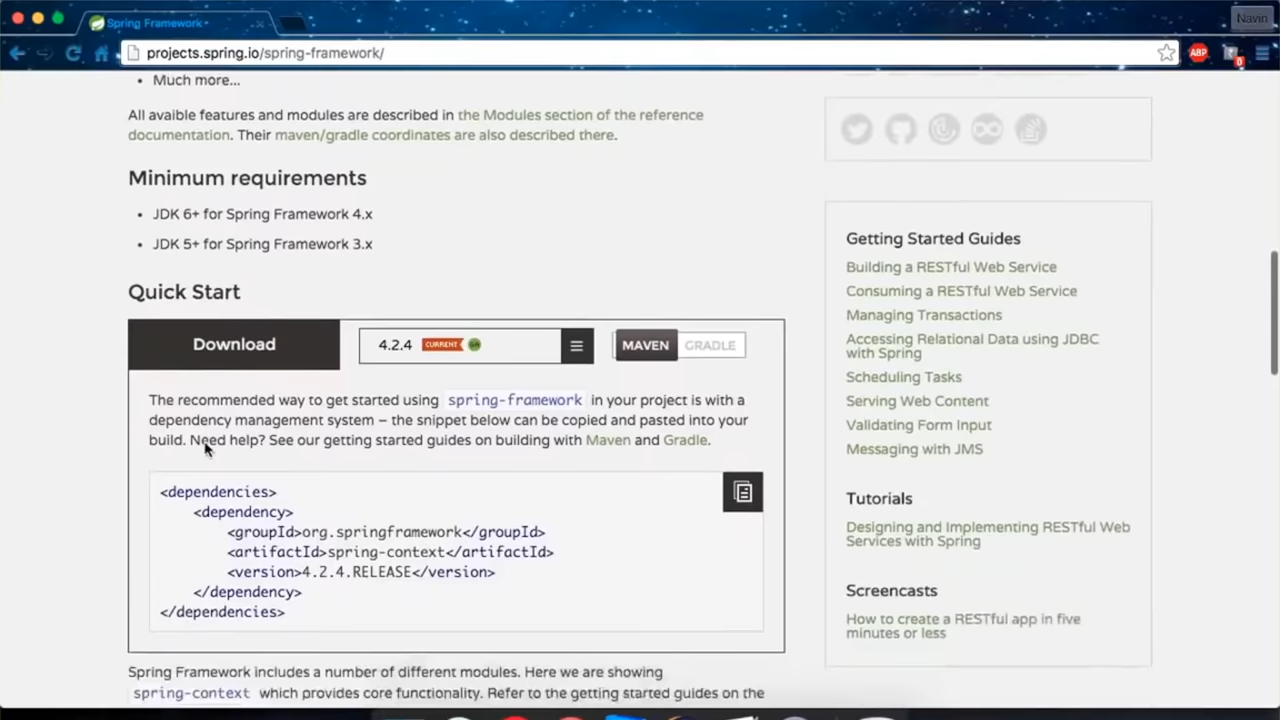 Spring Framework
Navin
projects.spring.io/spring-framework/
ABP
0
• Much more...
All avaible features and modules are described in the Modules section of the reference
documentation. Their maven/gradle coordinates are also described there.
Minimum requirements
• JDK 6+ for Spring Framework 4.x
• JDK 5+ for Spring Framework 3.x
Quick Start
Download
4.2.4 CURRENT GA
MAVEN GRADLE
The recommended way to get started using spring-framework in your project is with a
dependency management system – the snippet below can be copied and pasted into your
build. Need help? See our getting started guides on building with Maven and Gradle.
<dependencies>
<dependency>
<groupId>org.springframework</groupId>
<artifactId>spring-context</artifactId>
<version>4.2.4.RELEASE</version>
</dependency>
</dependencies>
Spring Framework includes a number of different modules. Here we are showing
spring-context which provides core functionality. Refer to the getting started guides on the
Getting Started Guides
Building a RESTful Web Service
Consuming a RESTful Web Service
Managing Transactions
Accessing Relational Data using JDBC
with Spring
Scheduling Tasks
Serving Web Content
Validating Form Input
Messaging with JMS
Tutorials
Designing and Implementing RESTful Web
Services with Spring
Screencasts
How to create a RESTful app in five
minutes or less